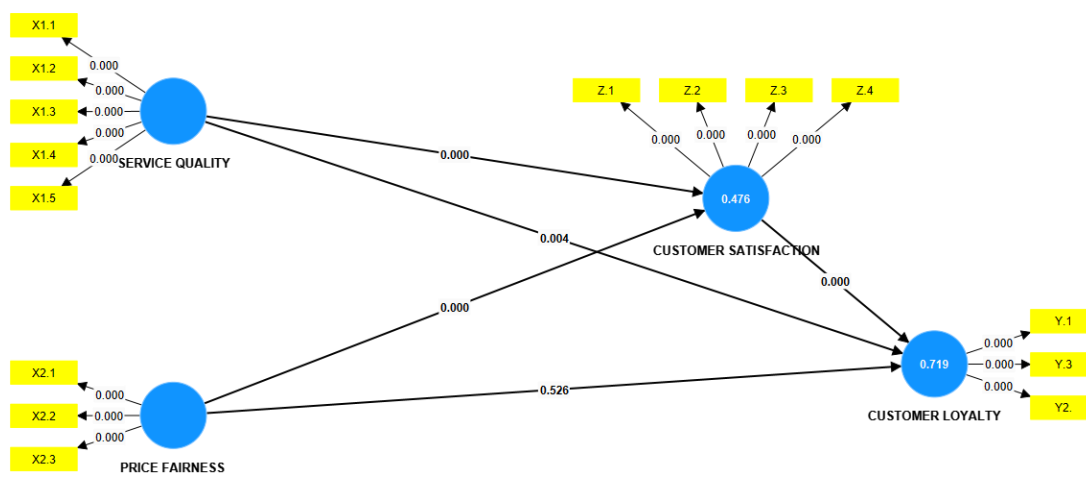 X1.1
X1.2
X1.3
X1.4
X1.5
0.000
0.000
0.000
0.000
0.000
SERVICE QUALITY
Z.1
Z.2
Z.3
Z.4
0.000
0.000
0.000
0.000
0.000
0.476
CUSTOMER SATISFACTION
0.004
0.000
0.000
X2.1
X2.2
X2.3
0.000
0.000
0.000
PRICE FAIRNESS
0.526
0.719
CUSTOMER LOYALTY
0.000
0.000
0.000
Y.1
Y.3
Y2.